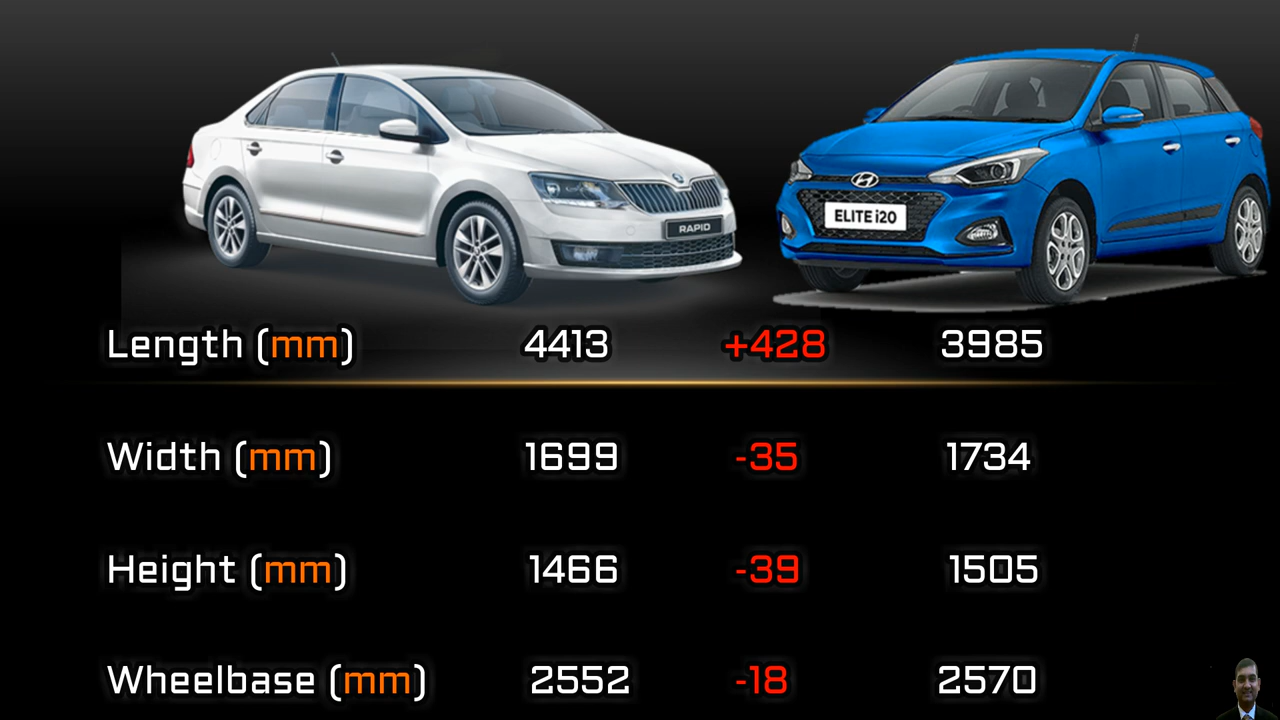 RAPID
ELITE i20
Length (mm) 4413 +428 3985
Width (mm) 1699 -35 1734
Height (mm) 1466 -39 1505
Wheelbase (mm) 2552 -18 2570